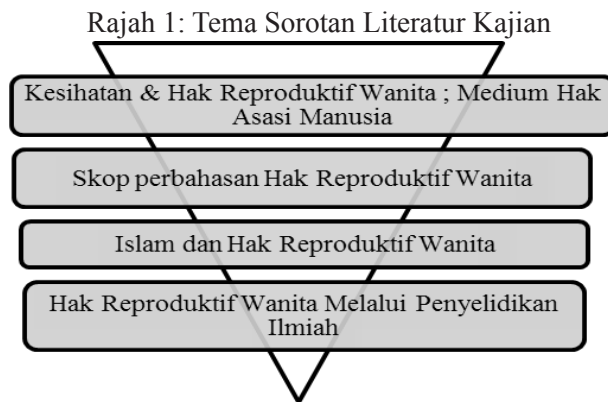 Rajah 1: Tema Sorotan Literatur Kajian
Kesihatan & Hak Reproduktif Wanita ; Medium Hak
Asasi Manusia
Skop perbahasan Hak Reproduktif Wanita
Islam dan Hak Reproduktif Wanita
Hak Reproduktif Wanita Melalui Penyelidikan
Ilmiah